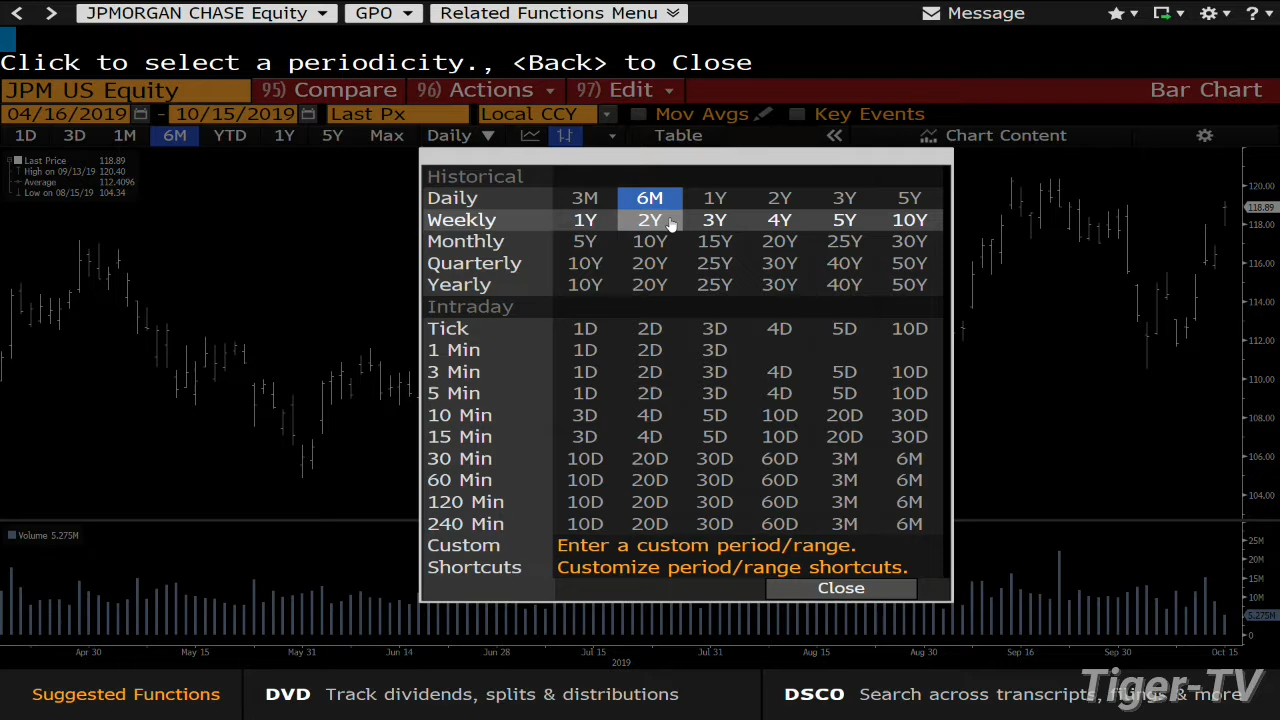 JPMORGAN CHASE Equity GPO Related Functions Menu Message ?
Click to select a periodicity., <Back> to Close
JPM US Equity 95) Compare 96) Actions 97) Edit Bar Chart
04/16/2019 - 10/15/2019 Last Px Local CCY Mov Avgs Key Events
1D 3D 1M 6M YTD 1Y 5Y Max Daily Table Chart Content
Last Price 118.89
High on 09/13/19 120.40
Average 112.4096
Low on 08/15/19 104.34
Historical
Daily 3M 6M 1Y 2Y 3Y 5Y
Weekly 1Y 2Y 3Y 4Y 5Y 10Y
Monthly 5Y 10Y 15Y 20Y 25Y 30Y
Quarterly 10Y 20Y 25Y 30Y 40Y 50Y
Yearly 10Y 20Y 25Y 30Y 40Y 50Y
Intraday
Tick 1D 2D 3D 4D 5D 10D
1 Min 1D 2D 3D
3 Min 1D 2D 3D 4D 5D 10D
5 Min 1D 2D 3D 4D 5D 10D
10 Min 3D 4D 5D 10D 20D 30D
15 Min 3D 4D 5D 10D 20D 30D
30 Min 10D 20D 30D 60D 3M 6M
60 Min 10D 20D 30D 60D 3M 6M
120 Min 10D 20D 30D 60D 3M 6M
240 Min 10D 20D 30D 60D 3M 6M
Custom Enter a custom period/range.
Shortcuts Customize period/range shortcuts.
Close
120.00
118.89
118.00
116.00
114.00
112.00
110.00
108.00
106.00
104.00
Volume 5.275M
25M
20M
15M
10M
5.275M
0
Apr 30 May 15 May 31 Jun 14 Jun 28 Jul 15 Jul 31 Aug 15 Aug 30 Sep 16 Sep 30 Oct 15
2019
Suggested Functions DVD Track dividends, splits & distributions DSCO Search across transcripts, filings & more
Tiger-TV